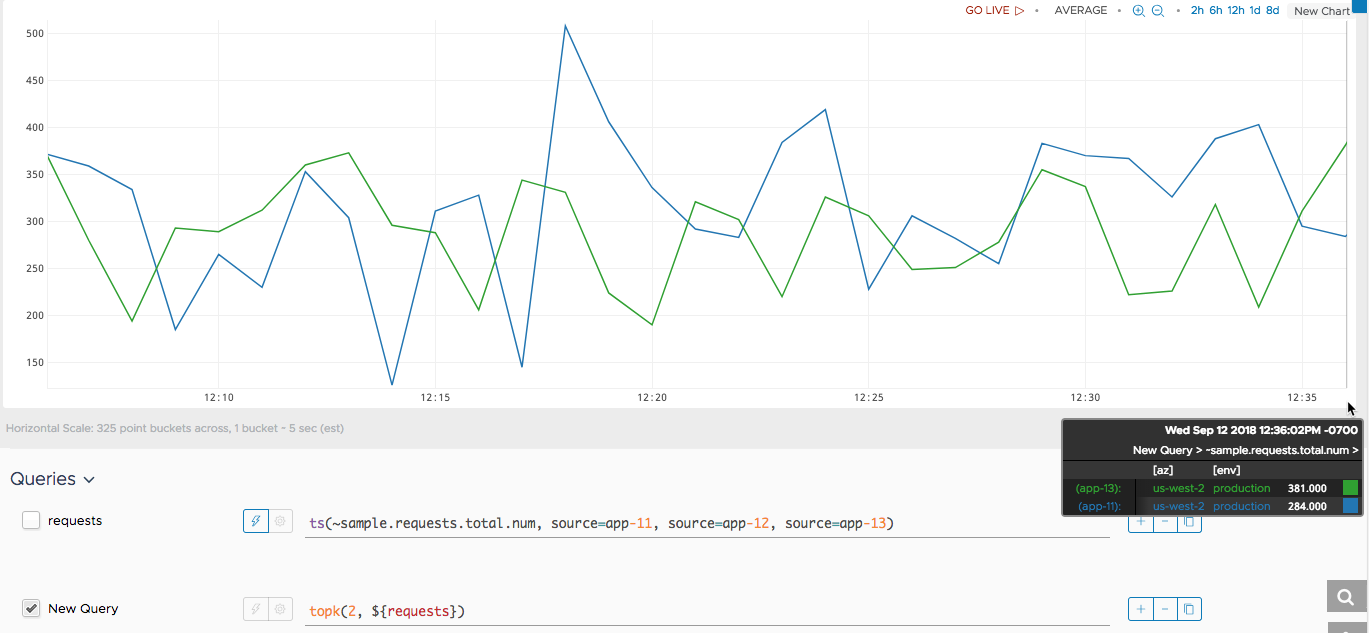 GO LIVE ▷ • AVERAGE • • 2h 6h 12h 1d 8d New Chart
500
450
400
350
300
250
200
150
12:10 12:15 12:20 12:25 12:30 12:35
Horizontal Scale: 325 point buckets across, 1 bucket ~ 5 sec (est)
Wed Sep 12 2018 12:36:02PM -0700
New Query > ~sample.requests.total.num >
[az] [env]
(app-13): us-west-2 production 381.000
(app-11): us-west-2 production 284.000
Queries
requests ts(~sample.requests.total.num, source=app-11, source=app-12, source=app-13)
New Query topk(2, ${requests})